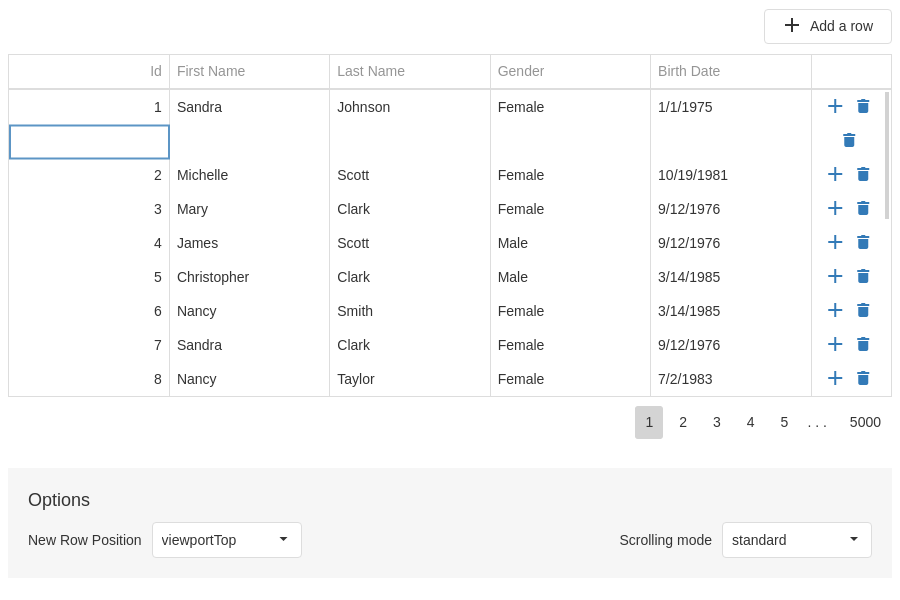 Add a row
Id First Name Last Name Gender Birth Date
1 Sandra Johnson Female 1/1/1975
2 Michelle Scott Female 10/19/1981
3 Mary Clark Female 9/12/1976
4 James Scott Male 9/12/1976
5 Christopher Clark Male 3/14/1985
6 Nancy Smith Female 3/14/1985
7 Sandra Clark Female 9/12/1976
8 Nancy Taylor Female 7/2/1983
1 2 3 4 5 . . . 5000
Options
New Row Position viewportTop Scrolling mode standard